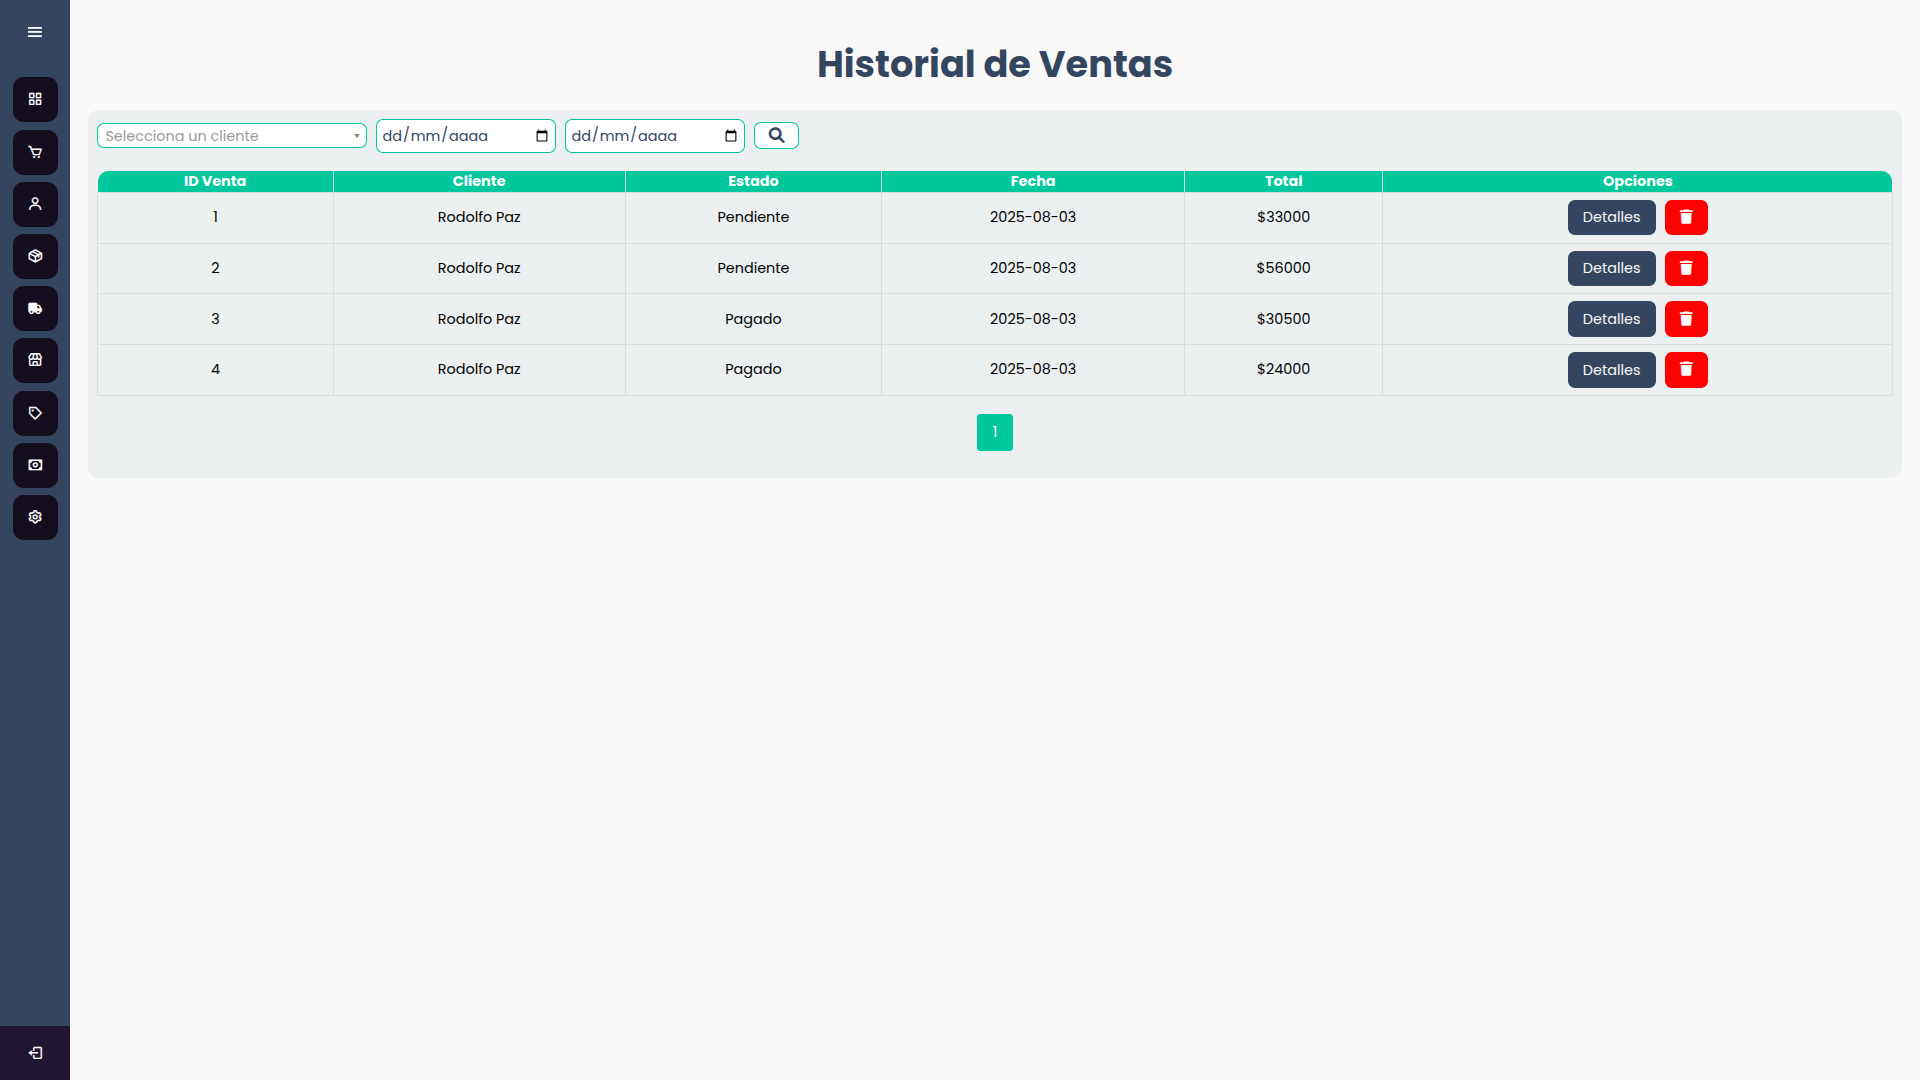 Historial de Ventas
Selecciona un cliente dd/mm/aaaa dd/mm/aaaa
ID Venta Cliente Estado Fecha Total Opciones
1 Rodolfo Paz Pendiente 2025-08-03 $33000 Detalles
2 Rodolfo Paz Pendiente 2025-08-03 $56000 Detalles
3 Rodolfo Paz Pagado 2025-08-03 $30500 Detalles
4 Rodolfo Paz Pagado 2025-08-03 $24000 Detalles
1